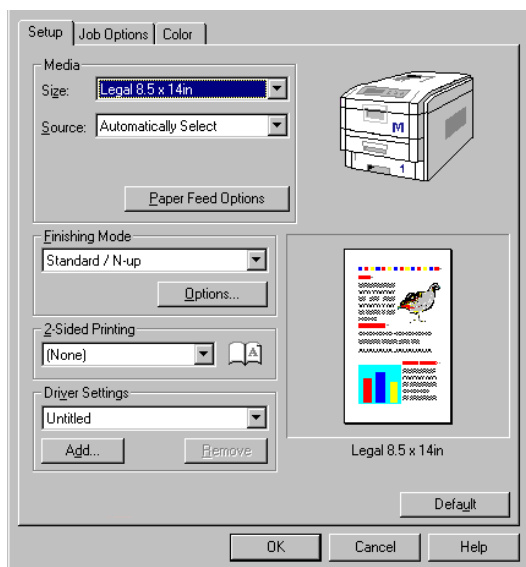 Setup
Job Options
Color
Media
Size:
Legal 8.5 x 14in
Source:
Automatically Select
Paper Feed Options
M
1
Finishing Mode
Standard / N-up
Options...
2-Sided Printing
(None)
A
Driver Settings
Untitled
Add...
Remove
Legal 8.5 x 14in
Default
OK
Cancel
Help